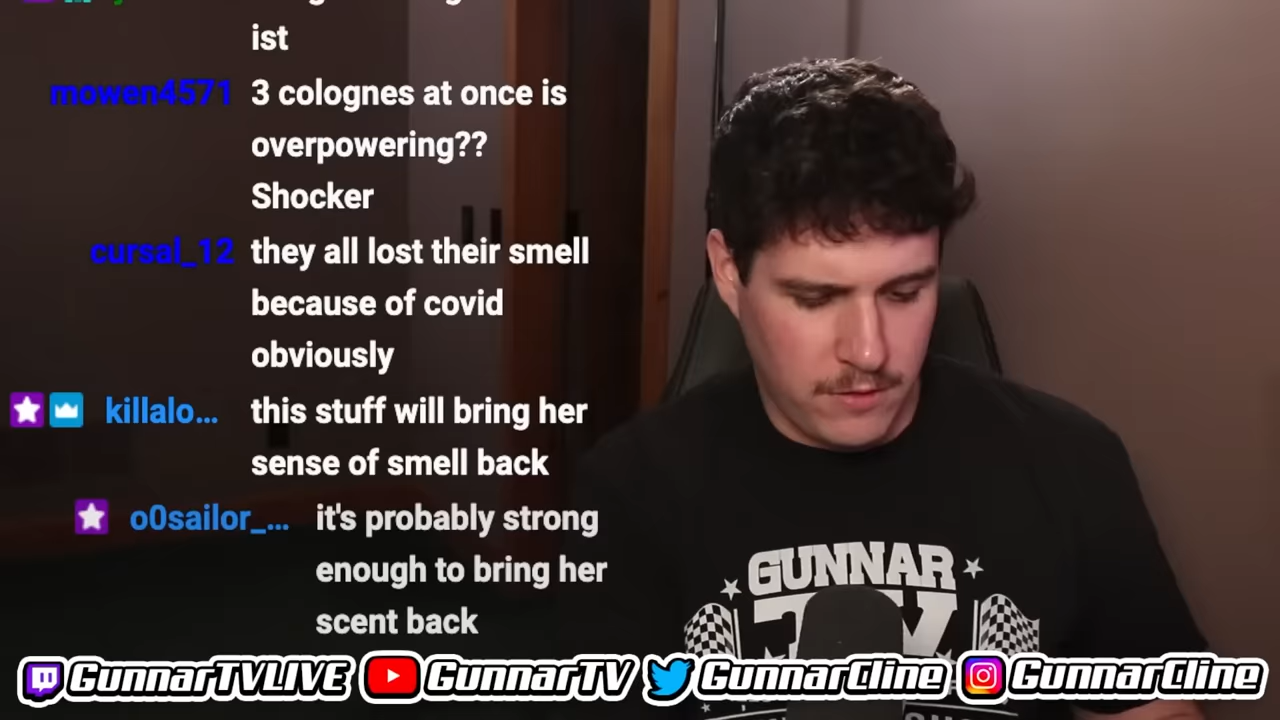 ist
mowen4571 3 colognes at once is
overpowering??
Shocker
cursal_12 they all lost their smell
because of covid
obviously
killalo... this stuff will bring her
sense of smell back
o0sailor_... it's probably strong
enough to bring her
scent back
GUNNAR
TV
GunnarTVLIVE GunnarTV GunnarCline GunnarCline